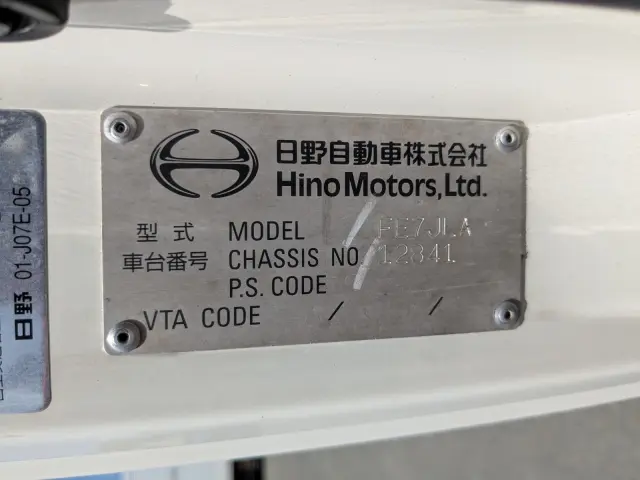 日野自動車株式会社
Hino Motors, Ltd.
型式 MODEL FE7JLA
車台番号 CHASSIS NO. 12841
P.S. CODE
VTA CODE / /
日野 01-J07E-05